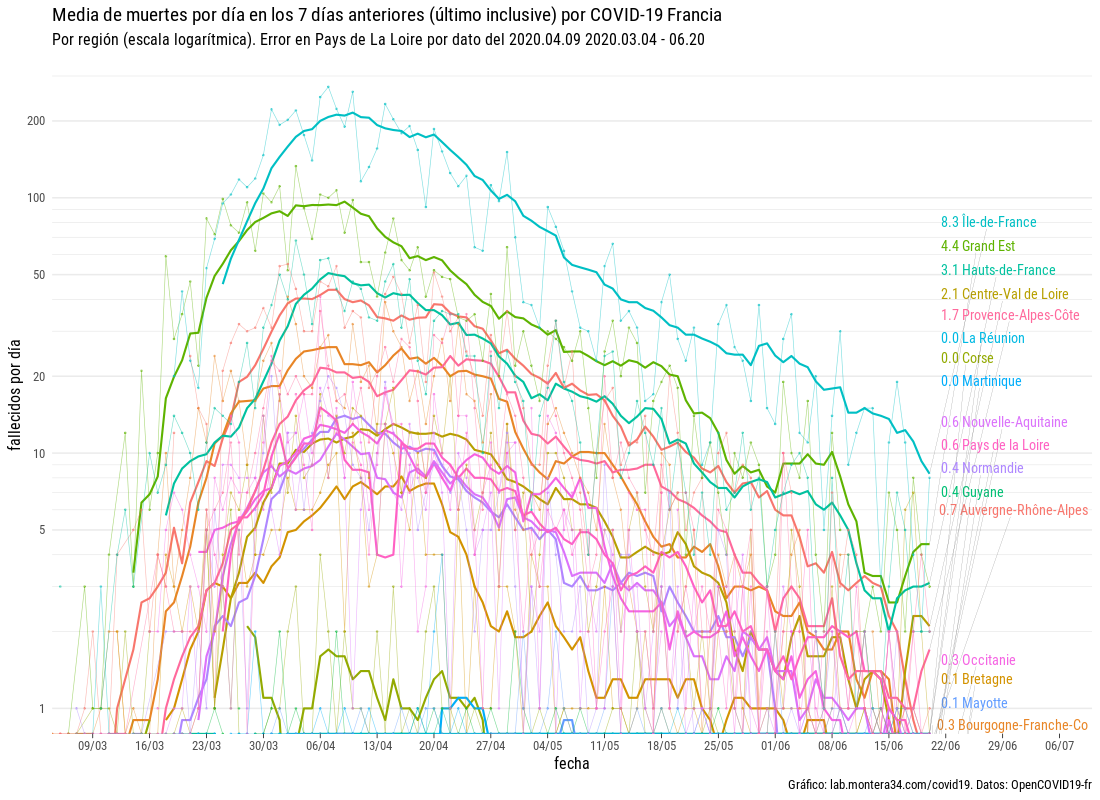 Media de muertes por día en los 7 días anteriores (último inclusive) por COVID-19 Francia
Por región (escala logarítmica). Error en Pays de La Loire por dato del 2020.04.09 2020.03.04 - 06.20
fallecidos por día
200
100
50
20
10
5
1
8.3 Île-de-France
4.4 Grand Est
3.1 Hauts-de-France
2.1 Centre-Val de Loire
1.7 Provence-Alpes-Côte
0.0 La Réunion
0.0 Corse
0.0 Martinique
0.6 Nouvelle-Aquitaine
0.6 Pays de la Loire
0.4 Normandie
0.4 Guyane
0.7 Auvergne-Rhône-Alpes
0.3 Occitanie
0.1 Bretagne
0.1 Mayotte
0.3 Bourgogne-Franche-Co
09/03 16/03 23/03 30/03 06/04 13/04 20/04 27/04 04/05 11/05 18/05 25/05 01/06 08/06 15/06 22/06 29/06 06/07
fecha
Gráfico: lab.montera34.com/covid19. Datos: OpenCOVID19-fr